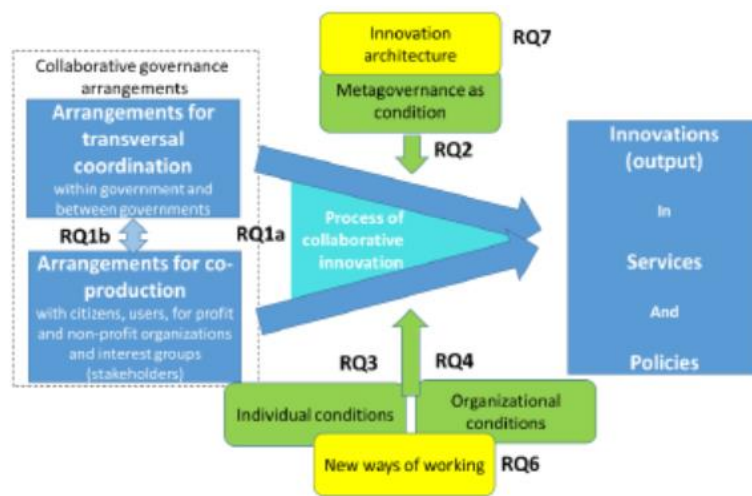 Innovation
architecture
RQ7
Collaborative governance
arrangements
Metagovernance as
condition
Arrangements for
transversal
coordination
within government and
between governments
RQ2
Innovations
(output)
In
Services
And
Policies
RQ1b
RQ1a
Process of
collaborative
innovation
Arrangements for co-
production
with citizens, users, for profit
and non-profit organizations
and interest groups
(stakeholders)
RQ3
RQ4
Individual conditions
Organizational
conditions
New ways of working
RQ6